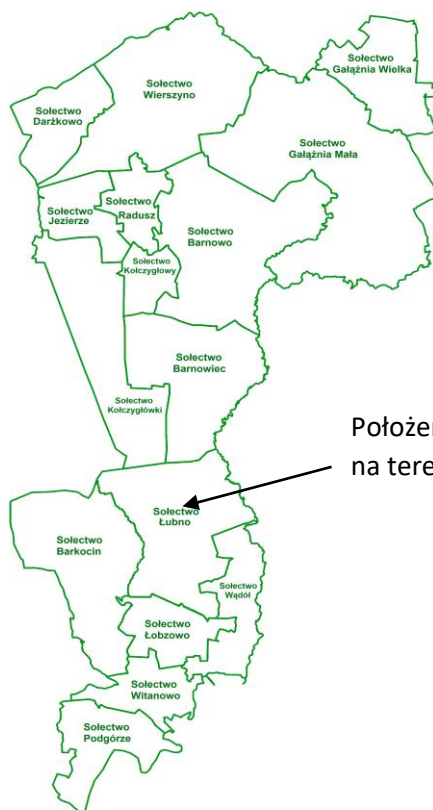 Sołectwo
Gałąźnia Wielka
Sołectwo
Wierszyno
Sołectwo
Darżkowo
Sołectwo
Gałąźnia Mała
Sołectwo
Radusz
Sołectwo
Jezierze
Sołectwo
Barnowo
Sołectwo
Kołczygłowy
Sołectwo
Barnowiec
Sołectwo
Kołczygłówki
Położe
na tere
Sołectwo
Łubno
Sołectwo
Barkocin
Sołectwo
Wądół
Sołectwo
Łobzowo
Sołectwo
Witanowo
Sołectwo
Podgórze